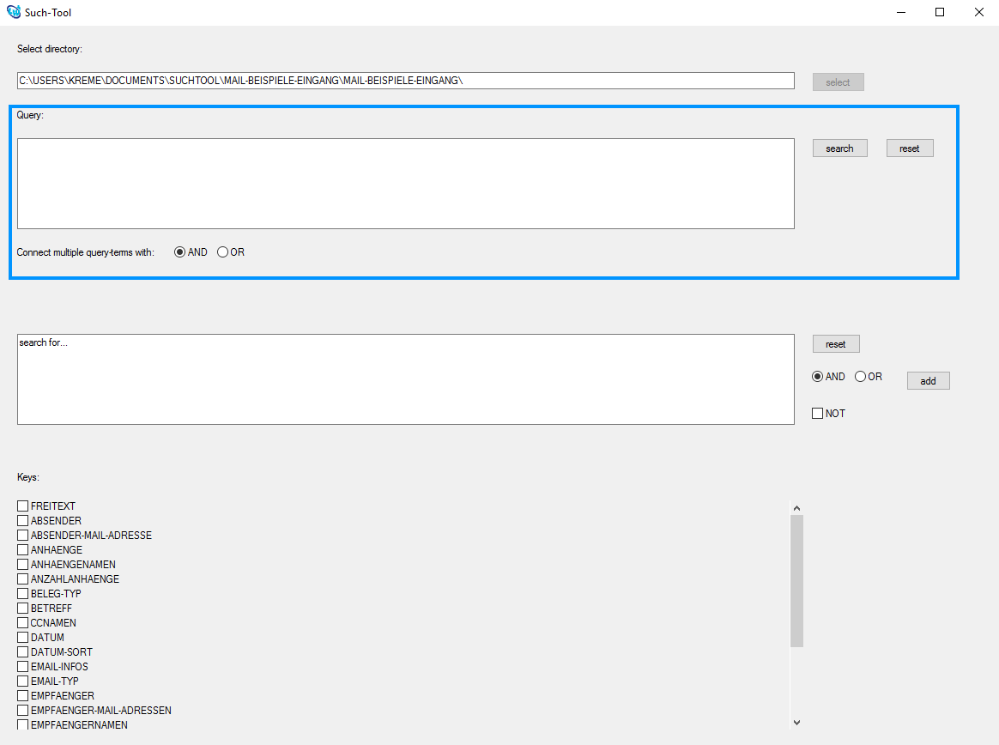 Such-Tool
Select directory:
C:\USERS\KREME\DOCUMENTS\SUCHTOOL\MAIL-BEISPIELE-EINGANG\MAIL-BEISPIELE-EINGANG\
select
Query:
search
reset
Connect multiple query-terms with:
AND
OR
search for...
reset
AND
OR
add
NOT
Keys:
FREITEXT
ABSENDER
ABSENDER-MAIL-ADRESSE
ANHAENGE
ANHAENGENAMEN
ANZAHLANHAENGE
BELEG-TYP
BETREFF
CCNAMEN
DATUM
DATUM-SORT
EMAIL-INFOS
EMAIL-TYP
EMPFAENGER
EMPFAENGER-MAIL-ADRESSEN
EMPFAENGERNAMEN